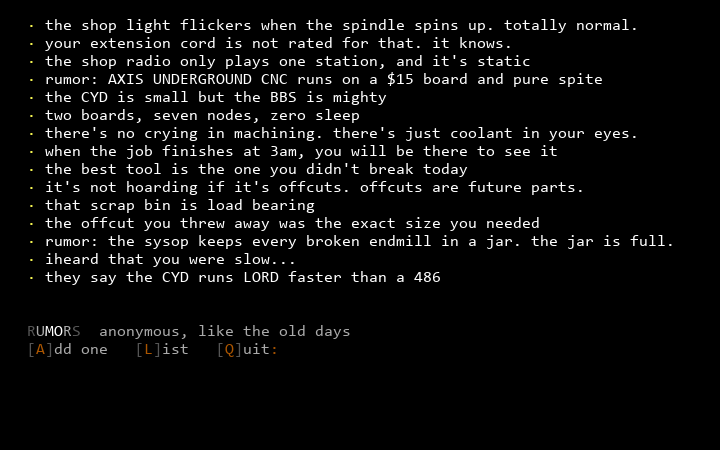 · the shop light flickers when the spindle spins up. totally normal.
· your extension cord is not rated for that. it knows.
· the shop radio only plays one station, and it's static
· rumor: AXIS UNDERGROUND CNC runs on a $15 board and pure spite
· the CYD is small but the BBS is mighty
· two boards, seven nodes, zero sleep
· there's no crying in machining. there's just coolant in your eyes.
· when the job finishes at 3am, you will be there to see it
· the best tool is the one you didn't break today
· it's not hoarding if it's offcuts. offcuts are future parts.
· that scrap bin is load bearing
· the offcut you threw away was the exact size you needed
· rumor: the sysop keeps every broken endmill in a jar. the jar is full.
· iheard that you were slow...
· they say the CYD runs LORD faster than a 486
RUMORS  anonymous, like the old days
[A]dd one   [L]ist   [Q]uit: